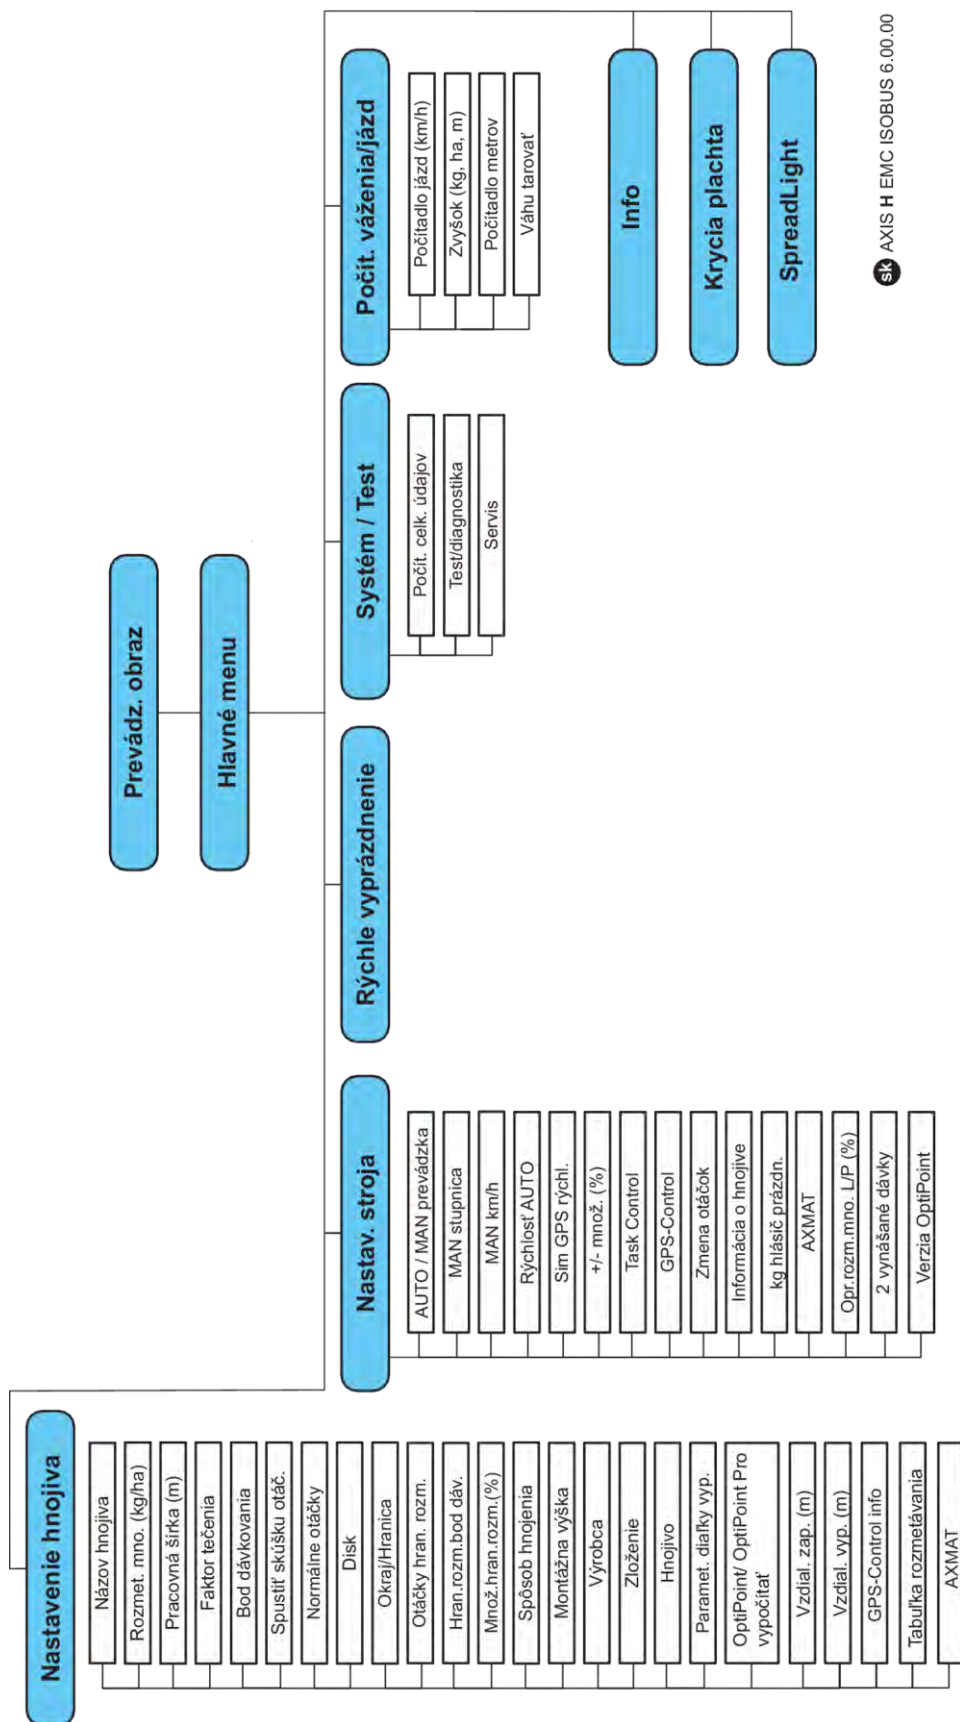 Prevádz. obraz
Hlavné menu
Nastavenie hnojiva
Názov hnojiva
Rozmet. mno. (kg/ha)
Pracovná šírka (m)
Faktor tečenia
Bod dávkovania
Spustiť skúšku otáč.
Normálne otáčky
Disk
Okraj/Hranica
Otáčky hran. rozm.
Hran.rozm.bod dáv.
Množ.hran.rozm.(%)
Spôsob hnojenia
Montážna výška
Výrobca
Zloženie
Hnojivo
Paramet. diaľky vyp.
OptiPoint/ OptiPoint Pro
vypočítať
Vzdial. zap. (m)
Vzdial. vyp. (m)
GPS-Control info
Tabuľka rozmetávania
AXMAT
Nastav. stroja
AUTO / MAN prevádzka
MAN stupnica
MAN km/h
Rýchlosť AUTO
Sim GPS rýchl.
+/- množ. (%)
Task Control
GPS-Control
Zmena otáčok
Informácia o hnojive
kg hlásič prázdn.
AXMAT
Opr.rozm.mno. L/P (%)
2 vynášané dávky
Verzia OptiPoint
Rýchle vyprázdnenie
Systém / Test
Počít. celk. údajov
Test/diagnostika
Servis
Počít. váženia/jázd
Počítadlo jázd (km/h)
Zvyšok (kg, ha, m)
Počítadlo metrov
Váhu tarovať
Info
Krycia plachta
SpreadLight
sk AXIS H EMC ISOBUS 6.00.00